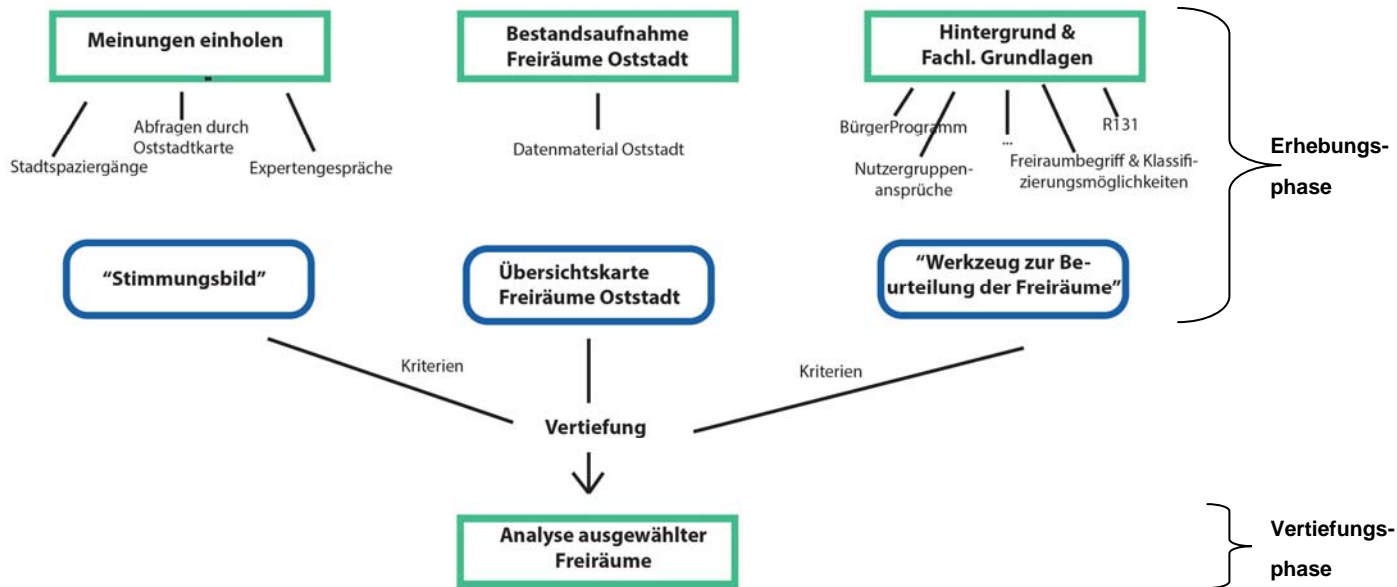 Meinungen einholen
Bestandsaufnahme
Freiräume Oststadt
Hintergrund &
Fachl. Grundlagen
Stadtspaziergänge
Abfragen durch
Oststadtkarte
Expertengespräche
Datenmaterial Oststadt
BürgerProgramm
Nutzergruppen-
ansprüche
...
Freiraumbegriff & Klassifi-
zierungsmöglichkeiten
R131
Erhebungs-
phase
“Stimmungsbild”
Übersichtskarte
Freiräume Oststadt
“Werkzeug zur Be-
urteilung der Freiräume”
Kriterien
Kriterien
Vertiefung
Analyse ausgewählter
Freiräume
Vertiefungs-
phase